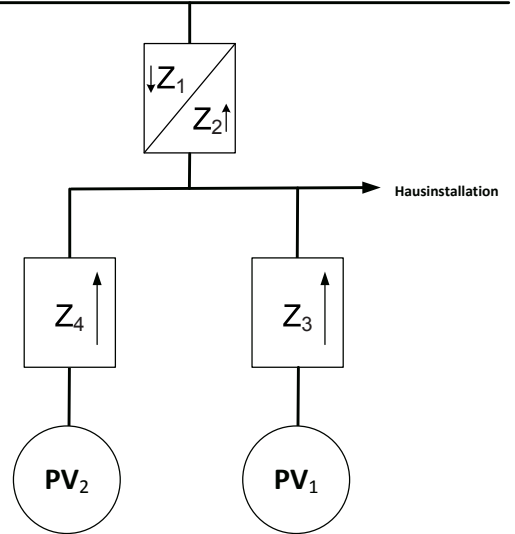 Z₁
Z₂
Hausinstallation
Z₄
Z₃
PV₂
PV₁